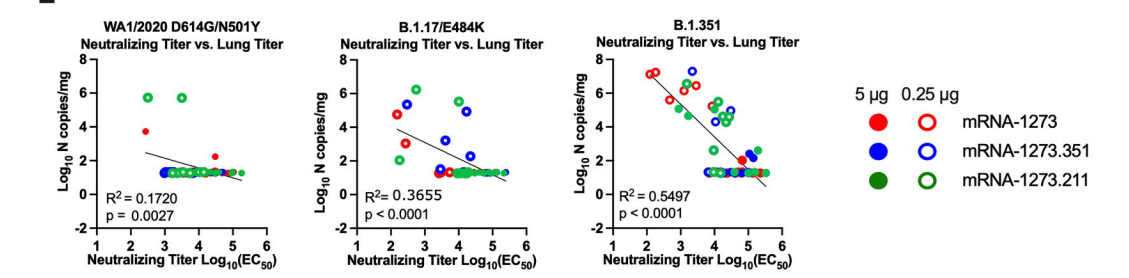 WA1/2020 D614G/N501Y
Neutralizing Titer vs. Lung Titer
Log10 N copies/mg
8
6
4
2
0
-2
R2 = 0.1720
p = 0.0027
1 2 3 4 5 6
Neutralizing Titer Log10(EC50)
B.1.17/E484K
Neutralizing Titer vs. Lung Titer
Log10 N copies/mg
8
6
4
2
0
-2
R2= 0.3655
p < 0.0001
1 2 3 4 5 6
Neutralizing Titer Log10(EC50)
B.1.351
Neutralizing Titer vs. Lung Titer
Log10 N copies/mg
8
6
4
2
0
-2
R2 = 0.5497
p < 0.0001
1 2 3 4 5 6
Neutralizing Titer Log10(EC50)
5 µg 0.25 µg
mRNA-1273
mRNA-1273.351
mRNA-1273.211